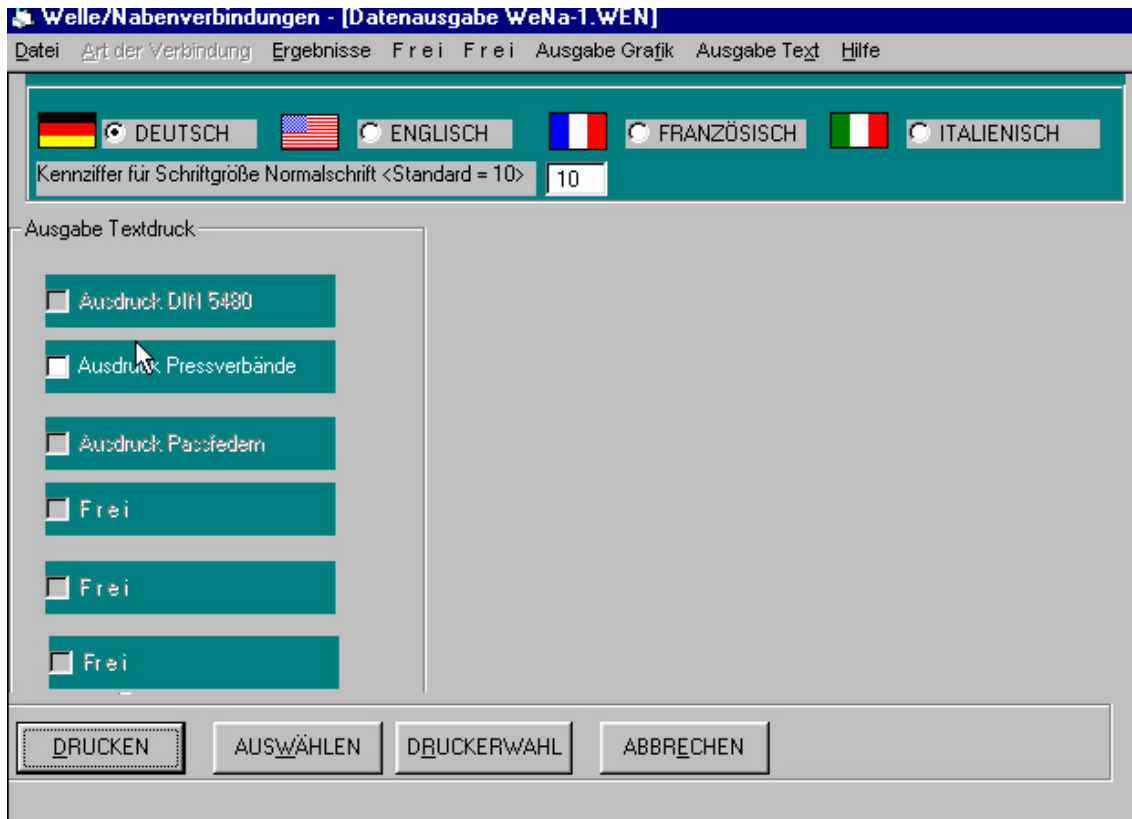 Welle/Nabenverbindungen - [Datenausgabe WeNa-1.WEN]
Datei Art der Verbindung Ergebnisse F r e i F r e i Ausgabe Grafik Ausgabe Text Hilfe
DEUTSCH ENGLISCH FRANZÖSISCH ITALIENISCH
Kennziffer für Schriftgröße Normalschrift <Standard = 10> 10
Ausgabe Textdruck
Ausdruck DIN 5480
Ausdruck Pressverbände
Ausdruck Passfedern
F r e i
F r e i
F r e i
DRUCKEN AUSWÄHLEN DRUCKERWAHL ABBRECHEN